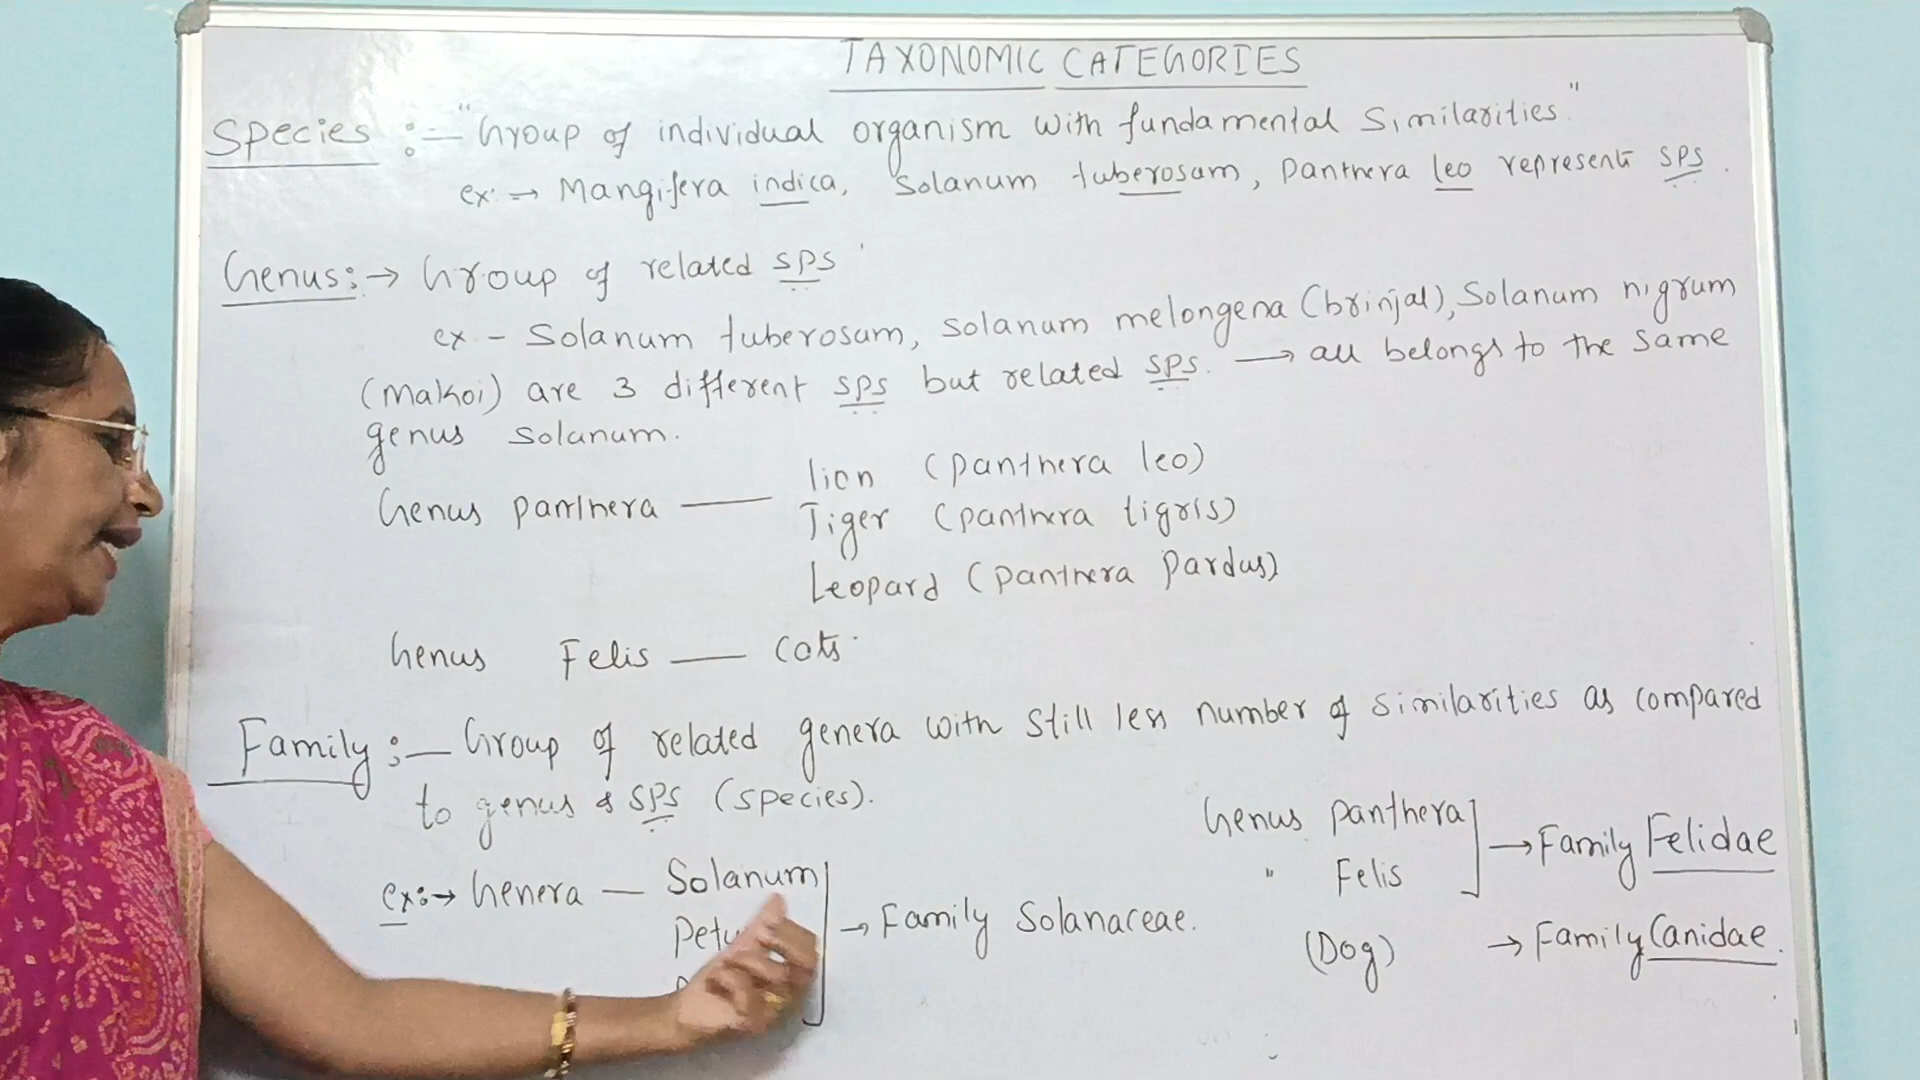 TAXONOMIC CATEGORIES
Species :- "Group of individual organism with fundamental similarities."
ex:→ Mangifera indica, Solanum tuberosum, Panthera leo represents sps.
Genus:→ Group of related sps
ex - Solanum tuberosum, solanum melongena (brinjal), Solanum nigrum
(Makoi) are 3 different sps but related sps. → all belongs to the same
genus solanum.
Genus panthera — lion (panthera leo)
Tiger (panthera tigris)
Leopard (panthera Pardus)
Genus Felis — Cats.
Family :- Group of related genera with still less number of similarities as compared
to genus & sps (species).
ex:→ Genera — Solanum
Petu
→ Family Solanaceae.
Genus Panthera
" Felis
→ Family Felidae
(Dog) → Family Canidae.